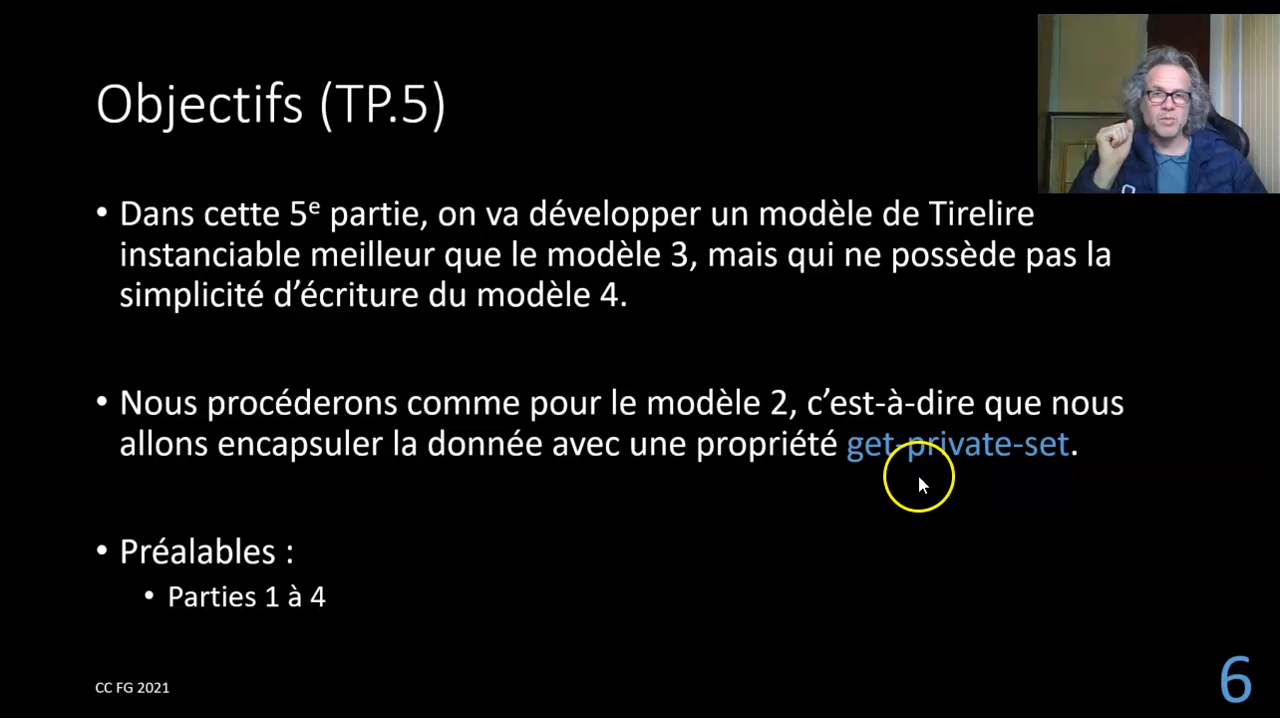 Objectifs (TP.5)
• Dans cette 5e partie, on va développer un modèle de Tirelire
instanciable meilleur que le modèle 3, mais qui ne possède pas la
simplicité d’écriture du modèle 4.
• Nous procéderons comme pour le modèle 2, c’est-à-dire que nous
allons encapsuler la donnée avec une propriété get-private-set.
• Préalables :
• Parties 1 à 4
CC FG 2021
6